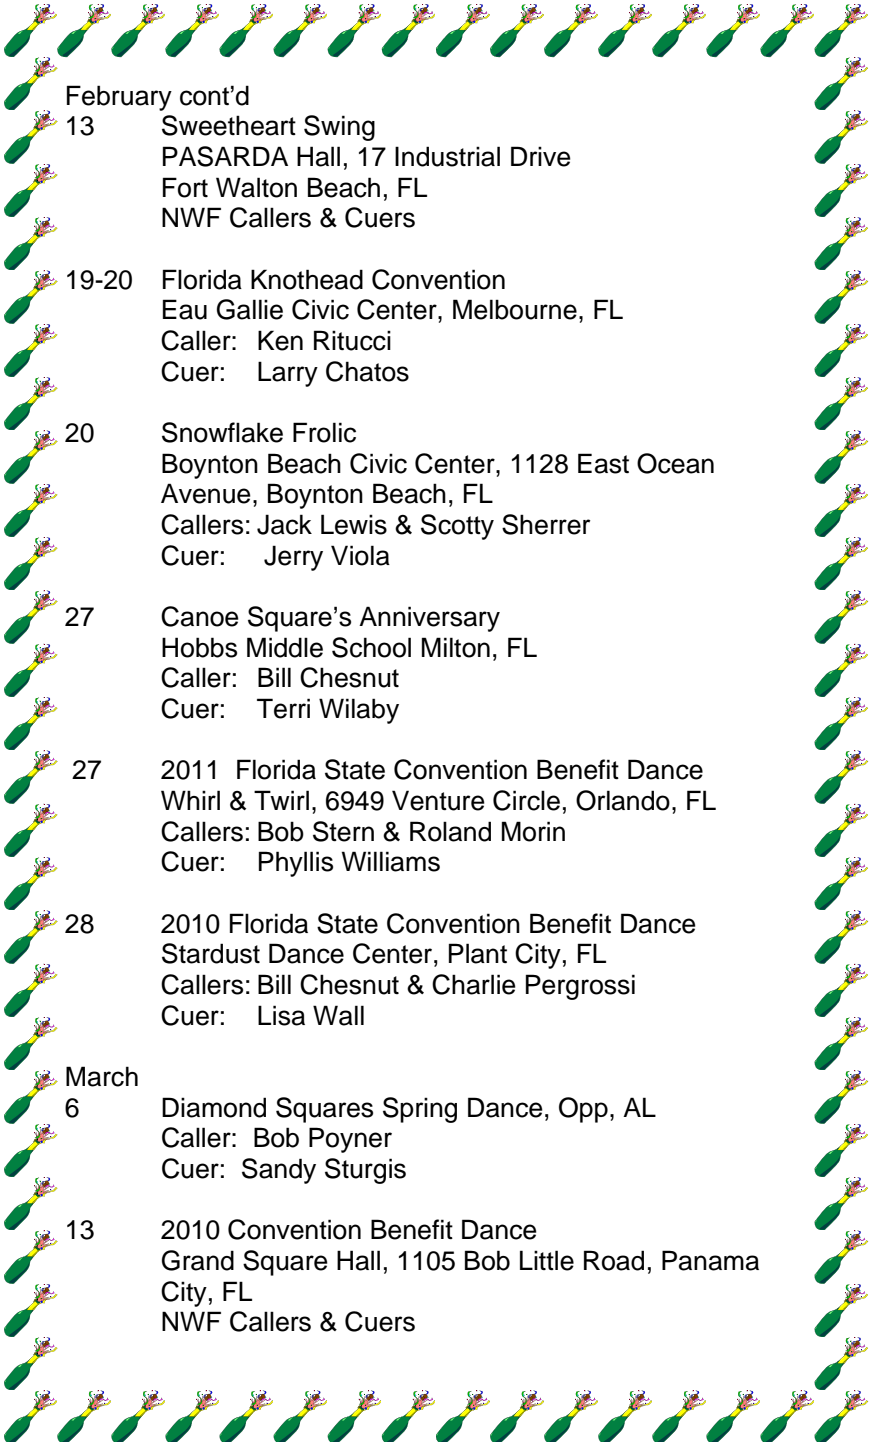 February cont'd
13 Sweetheart Swing
PASARDA Hall, 17 Industrial Drive
Fort Walton Beach, FL
NWF Callers & Cuers
19-20 Florida Knothead Convention
Eau Gallie Civic Center, Melbourne, FL
Caller: Ken Ritucci
Cuer: Larry Chatos
20 Snowflake Frolic
Boynton Beach Civic Center, 1128 East Ocean
Avenue, Boynton Beach, FL
Callers: Jack Lewis & Scotty Sherrer
Cuer: Jerry Viola
27 Canoe Square's Anniversary
Hobbs Middle School Milton, FL
Caller: Bill Chesnut
Cuer: Terri Wilaby
27 2011 Florida State Convention Benefit Dance
Whirl & Twirl, 6949 Venture Circle, Orlando, FL
Callers: Bob Stern & Roland Morin
Cuer: Phyllis Williams
28 2010 Florida State Convention Benefit Dance
Stardust Dance Center, Plant City, FL
Callers: Bill Chesnut & Charlie Pergrossi
Cuer: Lisa Wall
March
6 Diamond Squares Spring Dance, Opp, AL
Caller: Bob Poyner
Cuer: Sandy Sturgis
13 2010 Convention Benefit Dance
Grand Square Hall, 1105 Bob Little Road, Panama
City, FL
NWF Callers & Cuers